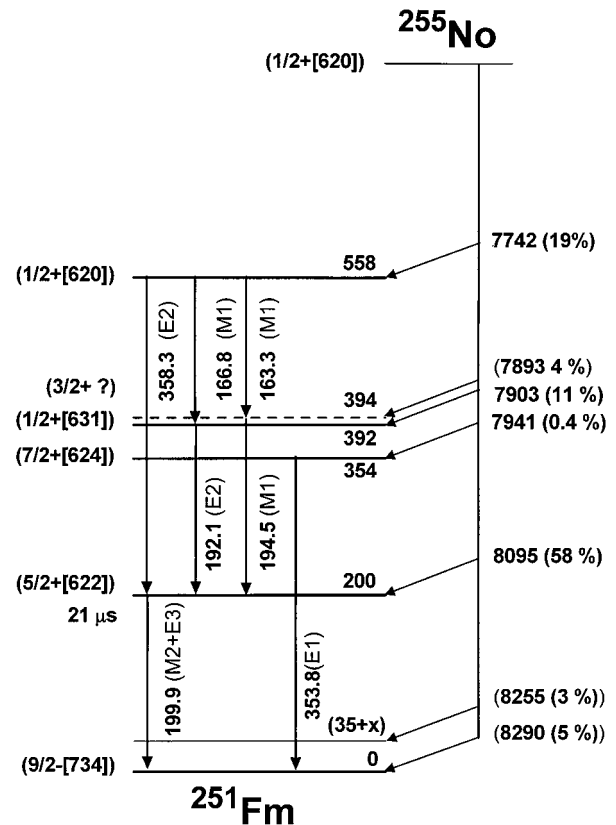 ²⁵⁵No
(1/2+[620])
7742 (19%)
558
(1/2+[620])
358.3 (E2)
166.8 (M1)
163.3 (M1)
(7893 4 %)
(3/2+ ?)
394
7903 (11 %)
(1/2+[631])
392
7941 (0.4 %)
(7/2+[624])
354
192.1 (E2)
194.5 (M1)
8095 (58 %)
(5/2+[622])
200
21 μs
199.9 (M2+E3)
353.8(E1)
(8255 (3 %))
(35+x)
(8290 (5 %))
0
(9/2-[734])
²⁵¹Fm